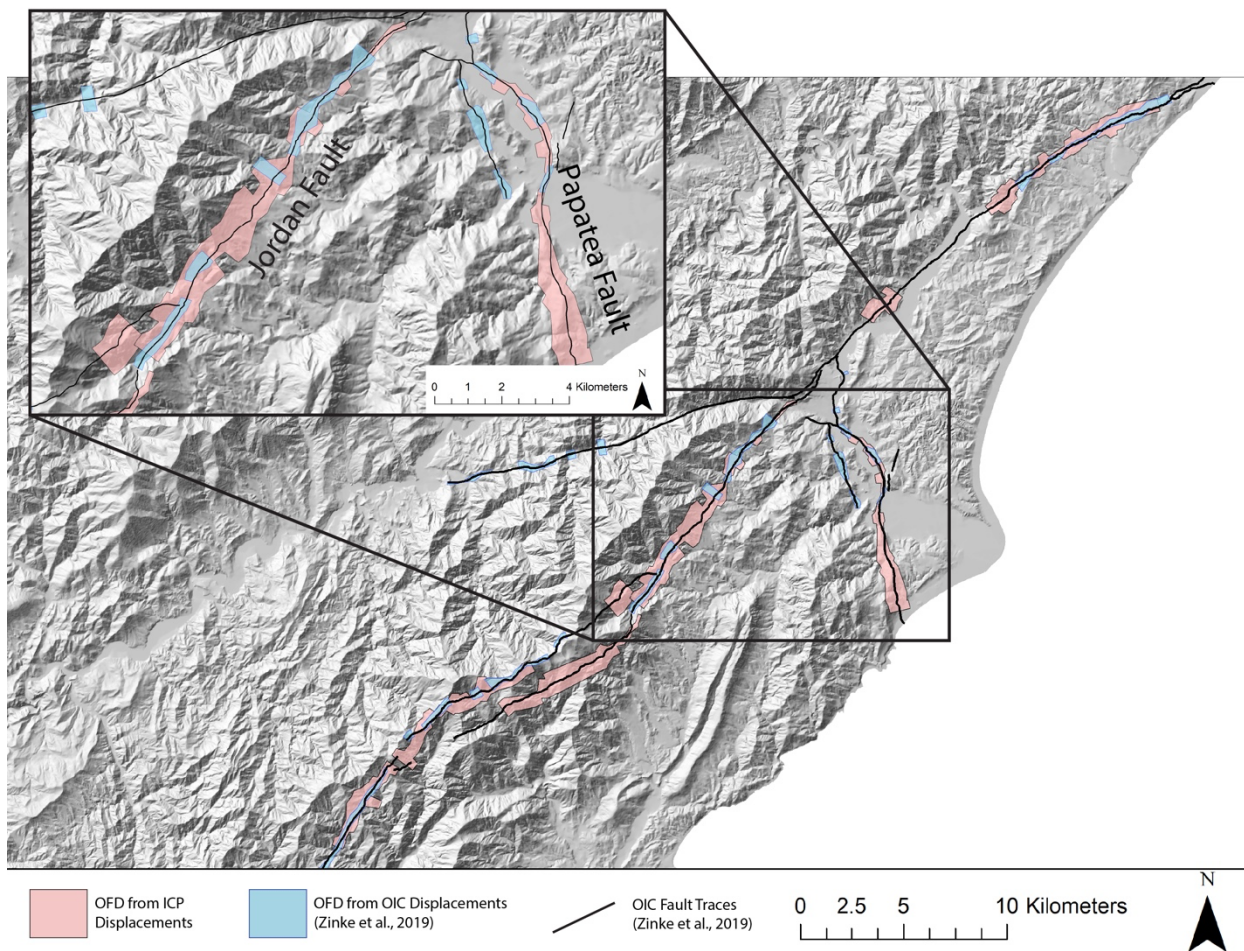 Jordan Fault
Papatea Fault
0 1 2 4 Kilometers
N
OFD from ICP
Displacements
OFD from OIC Displacements
(Zinke et al., 2019)
OIC Fault Traces
(Zinke et al., 2019)
0 2.5 5 10 Kilometers
N